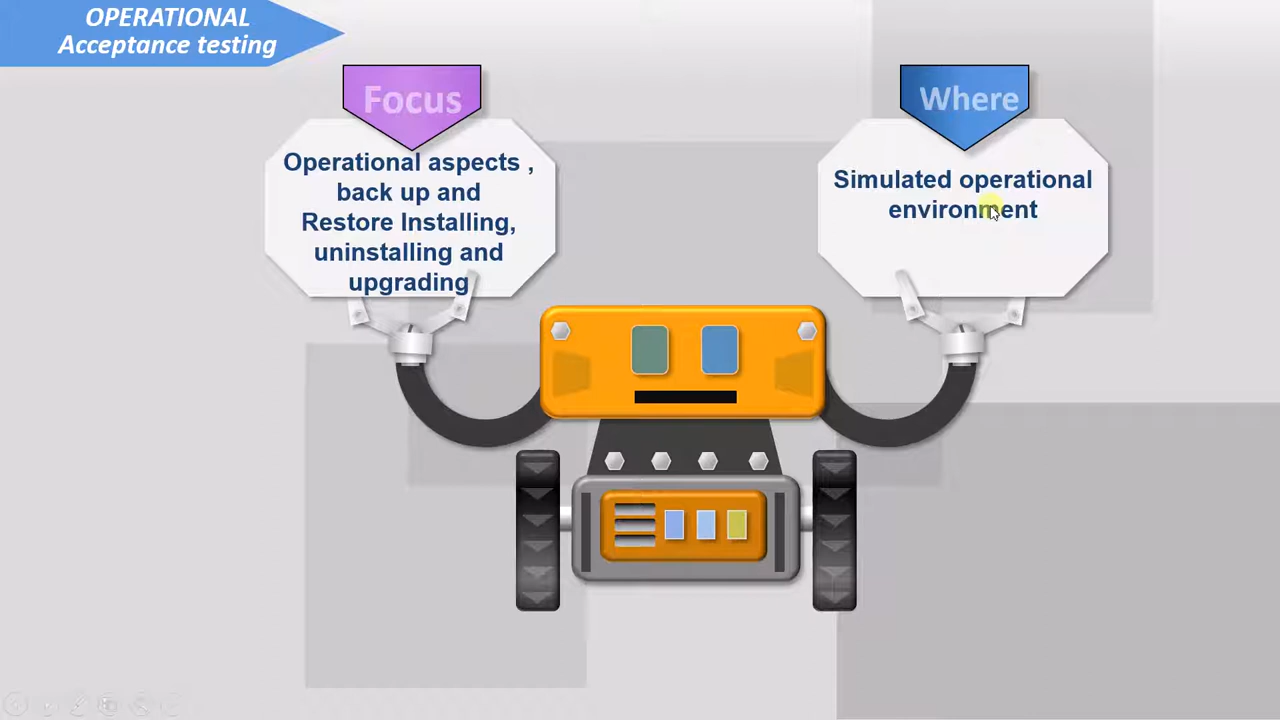 OPERATIONAL
Acceptance testing
Focus
Operational aspects ,
back up and
Restore Installing,
uninstalling and
upgrading
Where
Simulated operational
environment